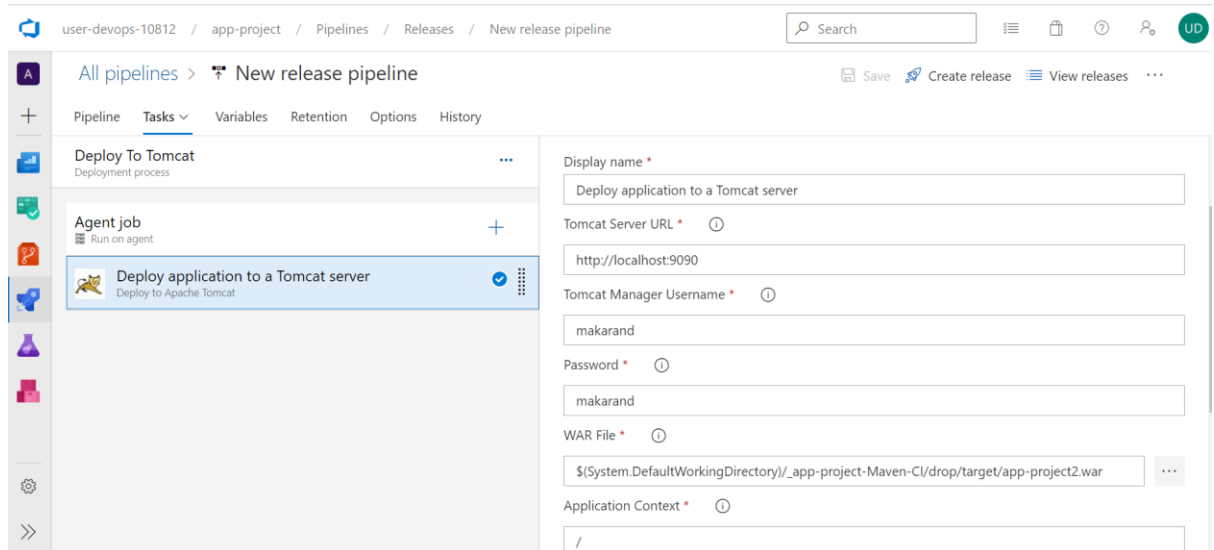 user-devops-10812 / app-project / Pipelines / Releases / New release pipeline
Search
UD
A
All pipelines > New release pipeline
Save Create release View releases ...
Pipeline Tasks Variables Retention Options History
Deploy To Tomcat
Deployment process
...
Agent job
Run on agent
Deploy application to a Tomcat server
Deploy to Apache Tomcat
Display name *
Deploy application to a Tomcat server
Tomcat Server URL *
http://localhost:9090
Tomcat Manager Username *
makarand
Password *
makarand
WAR File *
$(System.DefaultWorkingDirectory)/_app-project-Maven-CI/drop/target/app-project2.war
...
Application Context *
/